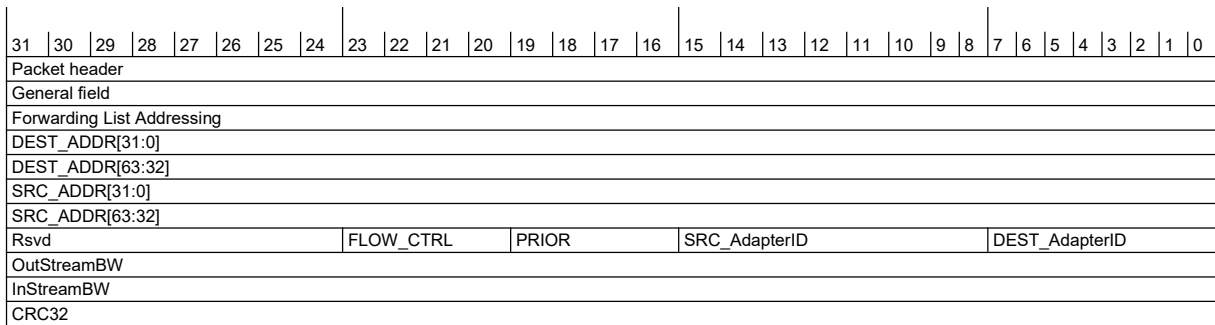 31 30 29 28 27 26 25 24 23 22 21 20 19 18 17 16 15 14 13 12 11 10 9 8 7 6 5 4 3 2 1 0
Packet header
General field
Forwarding List Addressing
DEST_ADDR[31:0]
DEST_ADDR[63:32]
SRC_ADDR[31:0]
SRC_ADDR[63:32]
Rsvd FLOW_CTRL PRIOR SRC_AdapterID DEST_AdapterID
OutStreamBW
InStreamBW
CRC32